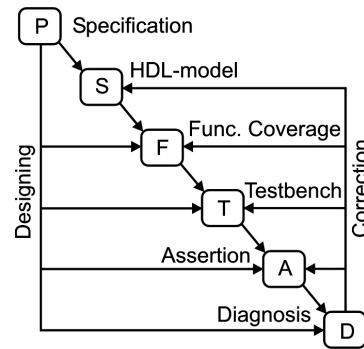 P Specification
S HDL-model
F Func. Coverage
T Testbench
A Assertion
D Diagnosis
Designing
Correction